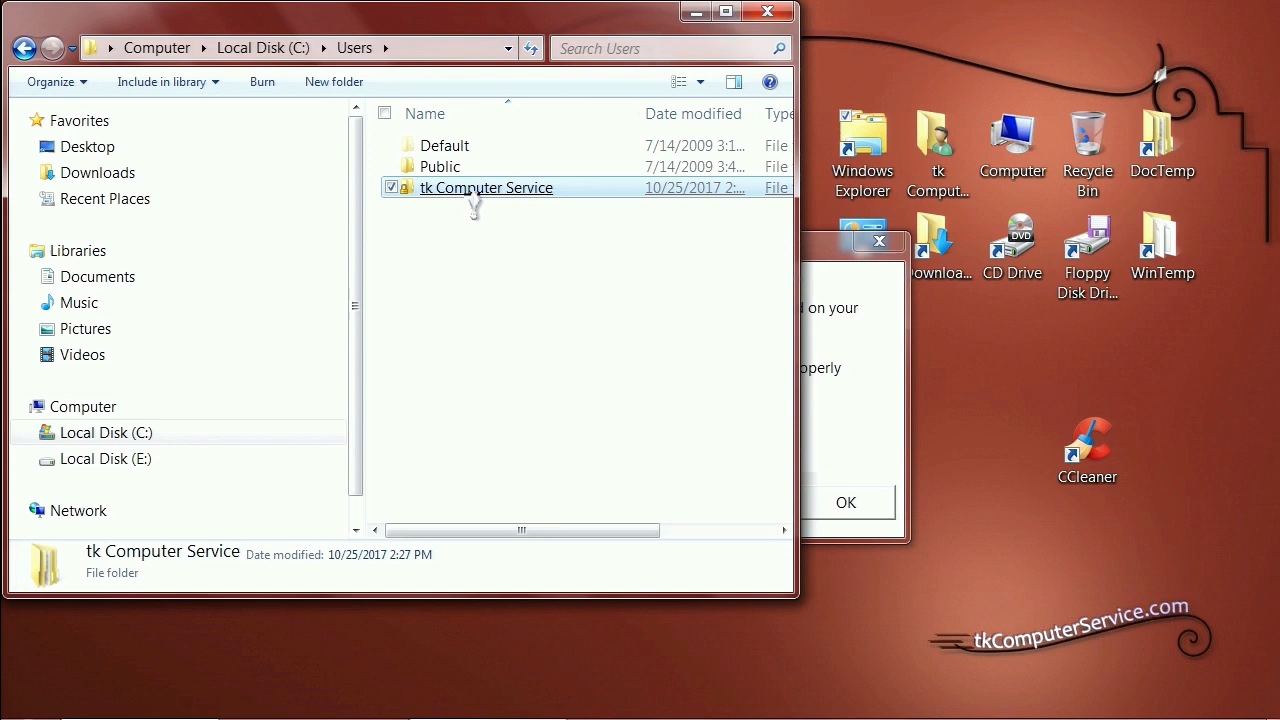 Computer
Local Disk (C:)
Users
Search Users
Organize
Include in library
Burn
New folder
Favorites
Desktop
Downloads
Recent Places
Libraries
Documents
Music
Pictures
Videos
Computer
Local Disk (C:)
Local Disk (E:)
Network
Name
Date modified
Type
Default
7/14/2009 3:1...
File
Public
7/14/2009 3:4...
File
tk Computer Service
10/25/2017 2:...
File
tk Computer Service
Date modified: 10/25/2017 2:27 PM
File folder
on your
OK
Windows
Explorer
tk
Comput...
Computer
Recycle
Bin
DocTemp
DVD
CD Drive
Floppy
Disk Dri...
WinTemp
CCleaner
tkComputerService.com